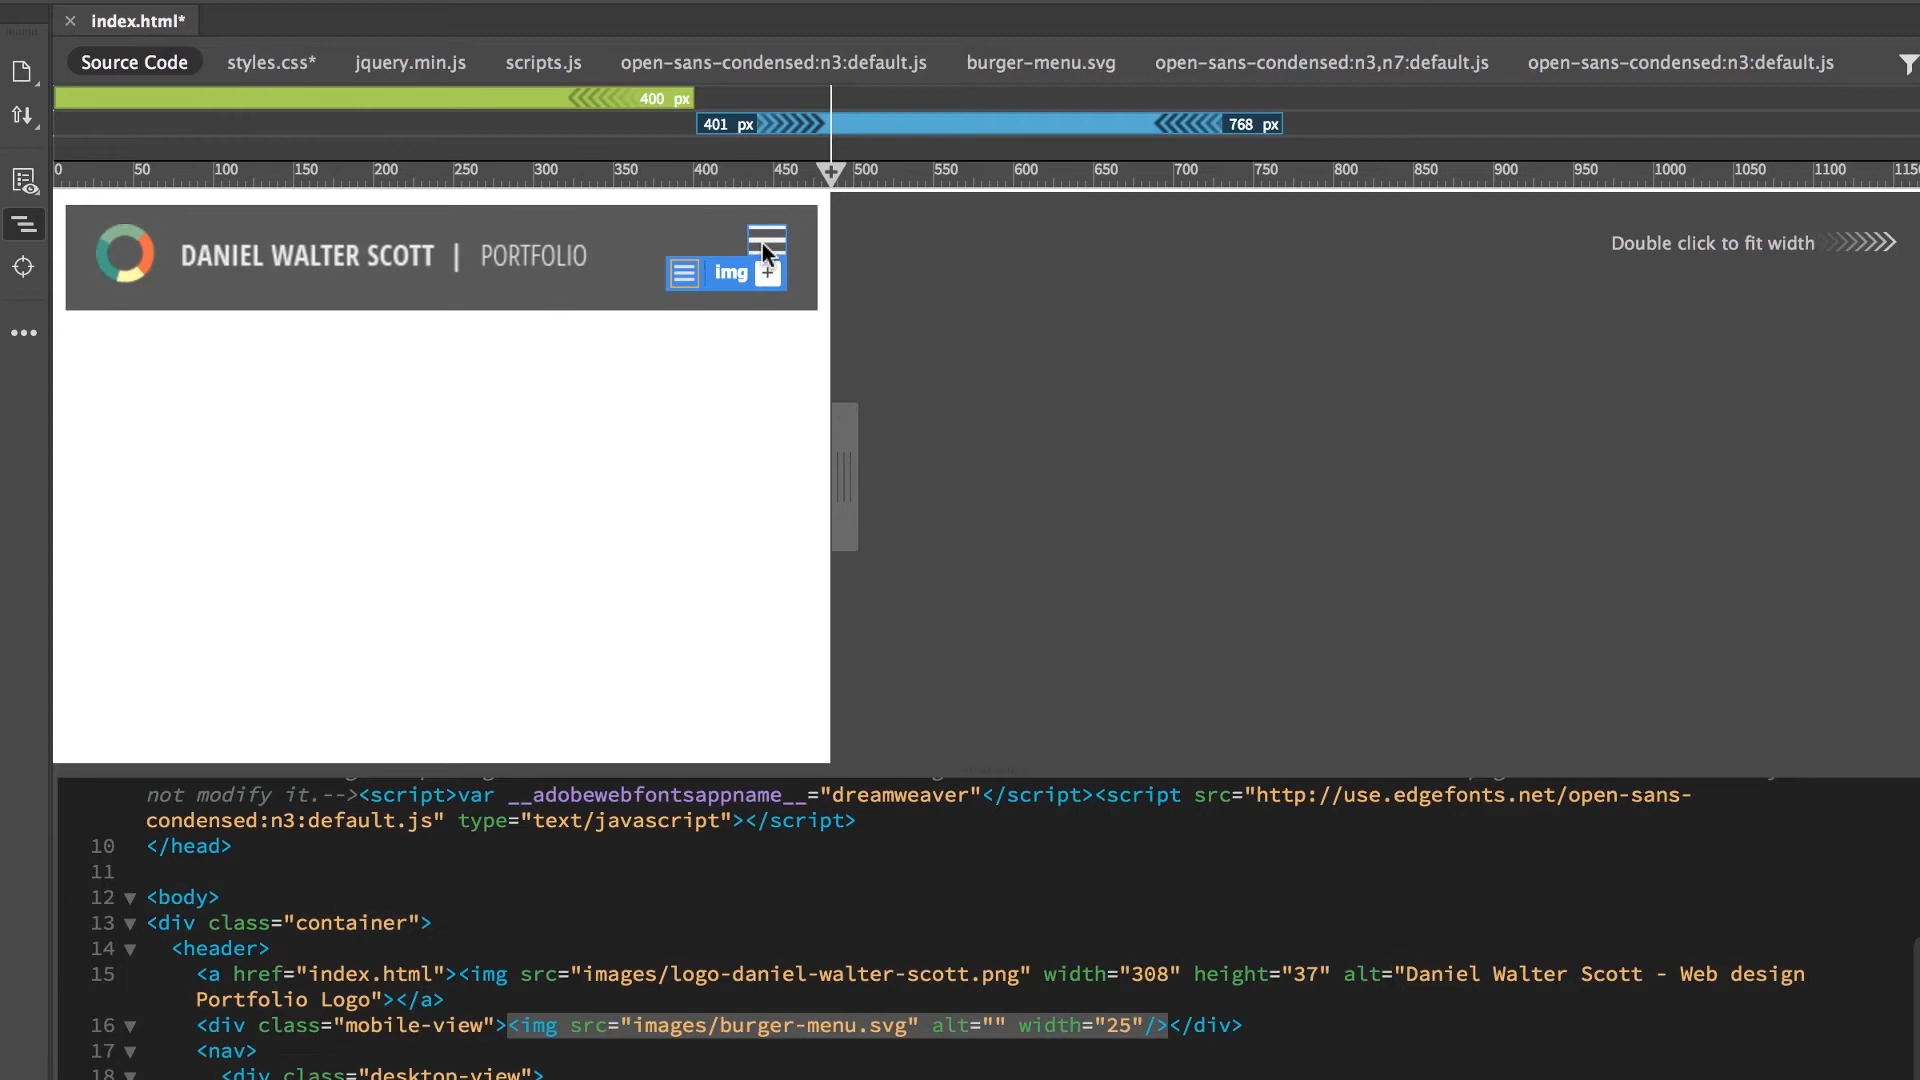 index.html*
Source Code styles.css* jquery.min.js scripts.js open-sans-condensed:n3:default.js burger-menu.svg open-sans-condensed:n3,n7:default.js open-sans-condensed:n3:default.js
400 px
401 px 768 px
0 50 100 150 200 250 300 350 400 450 500 550 600 650 700 750 800 850 900 950 1000 1050 1100 1150
DANIEL WALTER SCOTT | PORTFOLIO
Double click to fit width
img +
not modify it.--><script>var __adobewebfontsappname__="dreamweaver"</script><script src="http://use.edgefonts.net/open-sans-
condensed:n3:default.js" type="text/javascript"></script>
10 </head>
11
12 <body>
13 <div class="container">
14 <header>
15 <a href="index.html"><img src="images/logo-daniel-walter-scott.png" width="308" height="37" alt="Daniel Walter Scott - Web design
Portfolio Logo"></a>
16 <div class="mobile-view"><img src="images/burger-menu.svg" alt="" width="25"/></div>
17 <nav>
18 <div class="desktop-view">